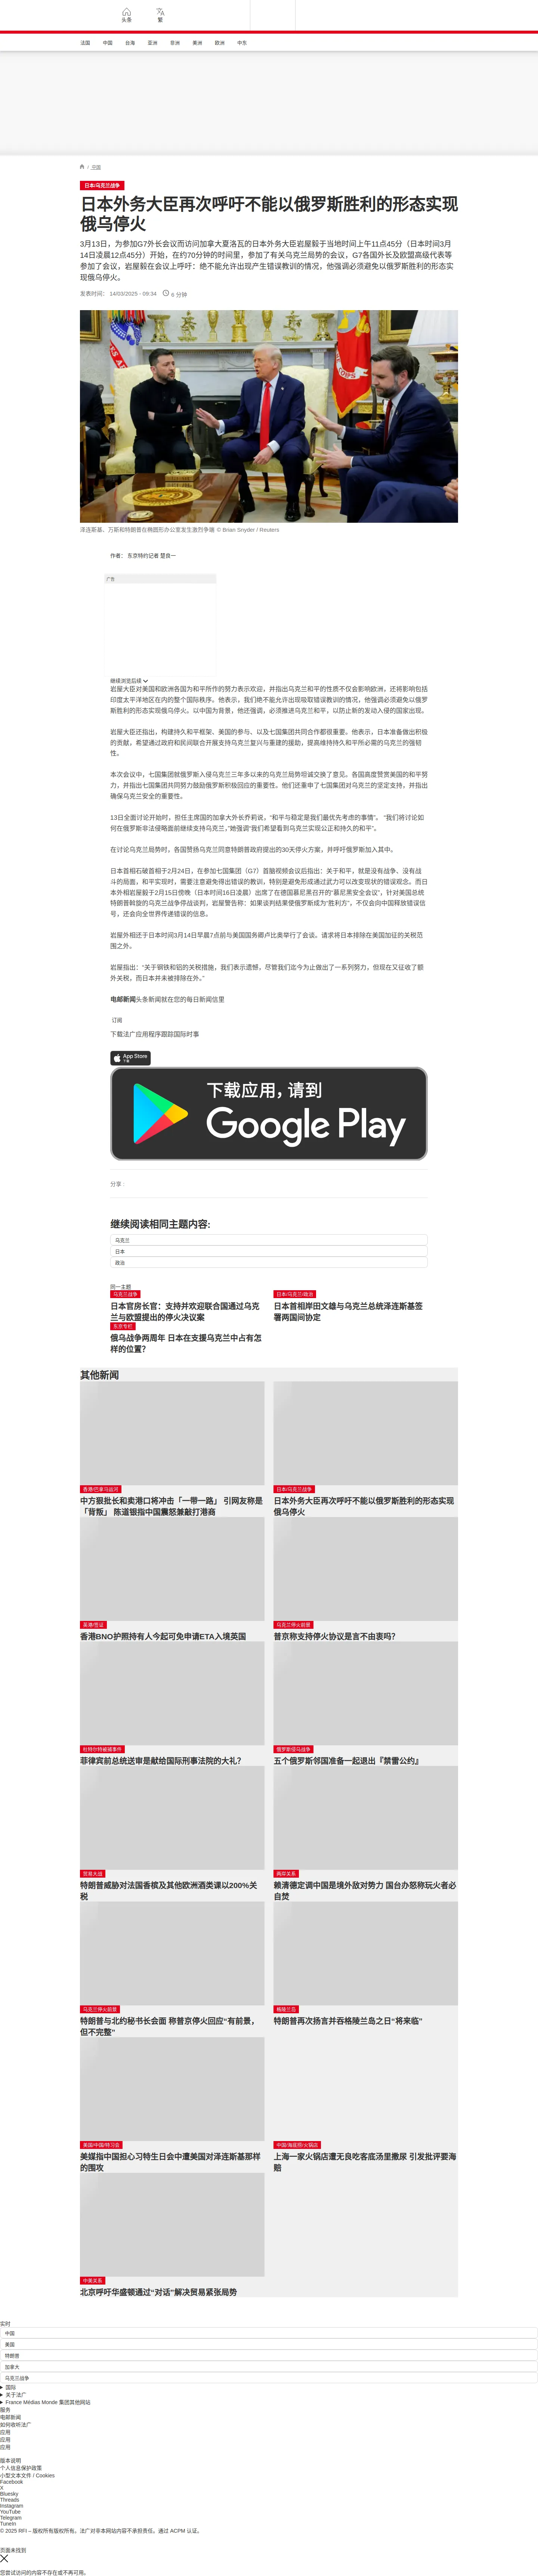 头条
繁
法国 中国 台海 亚洲 非洲 美洲 欧洲 中东
/ 中国
日本/乌克兰战争
日本外务大臣再次呼吁不能以俄罗斯胜利的形态实现
俄乌停火
3月13日，为参加G7外长会议而访问加拿大夏洛瓦的日本外务大臣岩屋毅于当地时间上午11点45分（日本时间3月
14日凌晨12点45分）开始，在约70分钟的时间里，参加了有关乌克兰局势的会议，G7各国外长及欧盟高级代表等
参加了会议，岩屋毅在会议上呼吁：绝不能允许出现产生错误教训的情况，他强调必须避免以俄罗斯胜利的形态实
现俄乌停火。
发表时间： 14/03/2025 - 09:34 6 分钟
泽连斯基、万斯和特朗普在椭圆形办公室发生激烈争端 © Brian Snyder / Reuters
作者： 东京特约记者 楚良一
广告
继续浏览后续
岩屋大臣对美国和欧洲各国为和平所作的努力表示欢迎，并指出乌克兰和平的性质不仅会影响欧洲，还将影响包括
印度太平洋地区在内的整个国际秩序。他表示，我们绝不能允许出现吸取错误教训的情况，他强调必须避免以俄罗
斯胜利的形态实现俄乌停火。以中国为背景，他还强调，必须推进乌克兰和平，以防止新的发动入侵的国家出现。
岩屋大臣还指出，构建持久和平框架、美国的参与、以及七国集团共同合作都很重要。他表示，日本准备做出积极
的贡献，希望通过政府和民间联合开展支持乌克兰复兴与重建的援助，提高维持持久和平所必需的乌克兰的强韧
性。
本次会议中，七国集团就俄罗斯入侵乌克兰三年多以来的乌克兰局势坦诚交换了意见。各国高度赞赏美国的和平努
力，并指出七国集团共同努力鼓励俄罗斯积极回应的重要性。他们还重申了七国集团对乌克兰的坚定支持，并指出
确保乌克兰安全的重要性。
13日全面讨论开始时，担任主席国的加拿大外长乔莉说，“和平与稳定是我们最优先考虑的事情”。 “我们将讨论如
何在俄罗斯非法侵略面前继续支持乌克兰，”她强调“我们希望看到乌克兰实现公正和持久的和平”。
在讨论乌克兰局势时，各国赞扬乌克兰同意特朗普政府提出的30天停火方案，并呼吁俄罗斯加入其中。
日本首相石破首相于2月24日，在参加七国集团（G7）首脑视频会议后指出：关于和平，就是没有战争、没有战
斗的局面，和平实现时，需要注意避免得出错误的教训，特别是避免形成通过武力可以改变现状的错误观念。而日
本外相岩屋毅于2月15日傍晚（日本时间16日凌晨）出席了在德国慕尼黑召开的“慕尼黑安全会议”，针对美国总统
特朗普斡旋的乌克兰战争停战谈判，岩屋警告称：如果谈判结果使俄罗斯成为“胜利方”，不仅会向中国释放错误信
号，还会向全世界传递错误的信息。
岩屋外相还于日本时间3月14日早晨7点前与美国国务卿卢比奥举行了会谈。请求将日本排除在美国加征的关税范
围之外。
岩屋指出：“关于钢铁和铝的关税措施，我们表示遗憾，尽管我们迄今为止做出了一系列努力，但现在又征收了额
外关税，而日本并未被排除在外。”
电邮新闻头条新闻就在您的每日新闻信里
订阅
下载法广应用程序跟踪国际时事
App Store
下载
下载应用，请到
Google Play
分享 :
继续阅读相同主题内容:
乌克兰
日本
政治
同一主题
乌克兰战争
日本官房长官：支持并欢迎联合国通过乌克
兰与欧盟提出的停火决议案
日本/乌克兰/政治
日本首相岸田文雄与乌克兰总统泽连斯基签
署两国间协定
东京专栏
俄乌战争两周年 日本在支援乌克兰中占有怎
样的位置？
其他新闻
香港/巴拿马运河
中方狠批长和卖港口将冲击「一带一路」 引网友称是
「背叛」 陈道银指中国震怒兼敲打港商
日本/乌克兰战争
日本外务大臣再次呼吁不能以俄罗斯胜利的形态实现
俄乌停火
英港/签证
香港BNO护照持有人今起可免申请ETA入境英国
乌克兰停火前景
普京称支持停火协议是言不由衷吗？
杜特尔特被捕事件
菲律宾前总统送审是献给国际刑事法院的大礼？
俄罗斯侵乌战争
五个俄罗斯邻国准备一起退出『禁雷公约』
贸易大战
特朗普威胁对法国香槟及其他欧洲酒类课以200%关
税
两岸关系
赖清德定调中国是境外敌对势力 国台办怒称玩火者必
自焚
乌克兰停火前景
特朗普与北约秘书长会面 称普京停火回应“有前景，
但不完整”
格陵兰岛
特朗普再次扬言并吞格陵兰岛之日“将来临”
美国/中国/特习会
美媒指中国担心习特生日会中遭美国对泽连斯基那样
的围攻
中国/海底捞/火锅店
上海一家火锅店遭无良吃客底汤里撒尿 引发批评要海
赔
中美关系
北京呼吁华盛顿通过“对话”解决贸易紧张局势
实时
中国
美国
特朗普
加拿大
乌克兰战争
国际
关于法广
France Médias Monde 集团其他网站
服务
电邮新闻
如何收听法广
应用
应用
应用
版本说明
个人信息保护政策
小型文本文件 / Cookies
Facebook
X
Bluesky
Threads
Instagram
YouTube
Telegram
TuneIn
© 2025 RFI – 版权所有版权所有。法广对非本网站内容不承担责任。通过 ACPM 认证。
页面未找到
您尝试访问的内容不存在或不再可用。